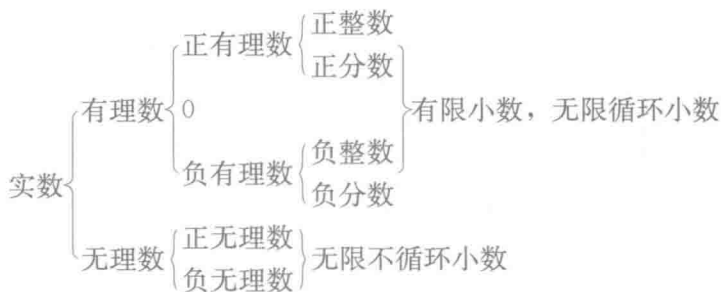 正整数
正有理数
正分数
有理数 0 有限小数，无限循环小数
负整数
负有理数
负分数
实数
正无理数
无理数 无限不循环小数
负无理数